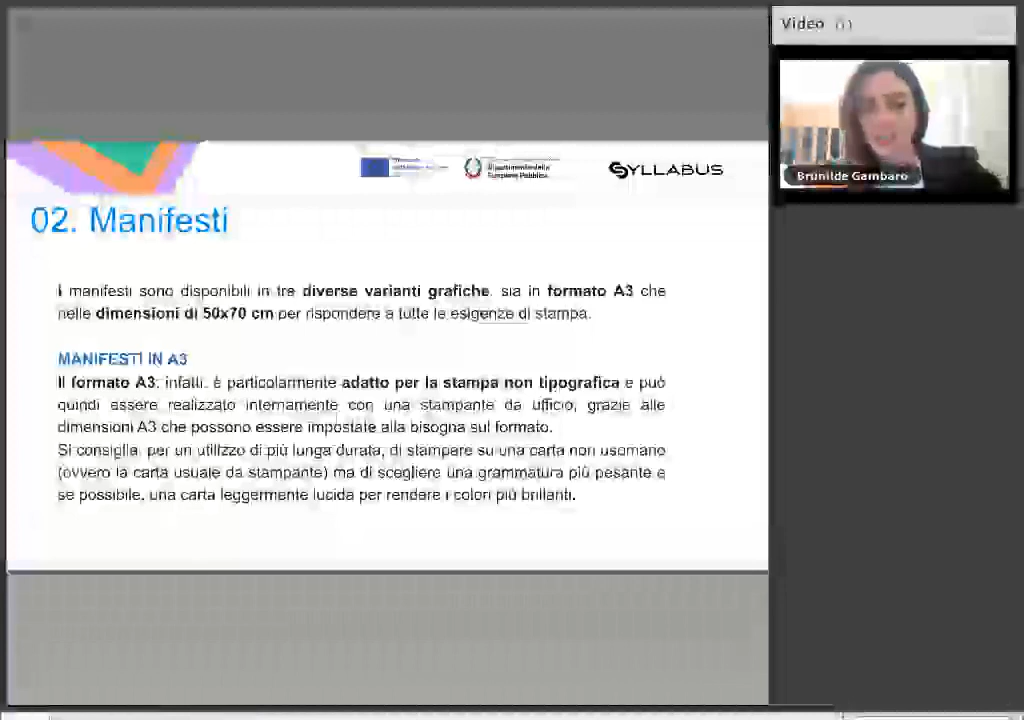 Video (1)
Brunilde Gambaro
Dipartimento della
Funzione Pubblica
SYLLABUS
02. Manifesti
I manifesti sono disponibili in tre diverse varianti grafiche, sia in formato A3 che
nelle dimensioni di 50x70 cm per rispondere a tutte le esigenze di stampa.
MANIFESTI IN A3
Il formato A3, infatti, è particolarmente adatto per la stampa non tipografica e può
quindi essere realizzato internamente con una stampante da ufficio, grazie alle
dimensioni A3 che possono essere impostate alla bisogna sul formato.
Si consiglia, per un utilizzo di più lunga durata, di stampare su una carta non usomano
(ovvero la carta usuale da stampante) ma di scegliere una grammatura più pesante e
se possibile, una carta leggermente lucida per rendere i colori più brillanti.